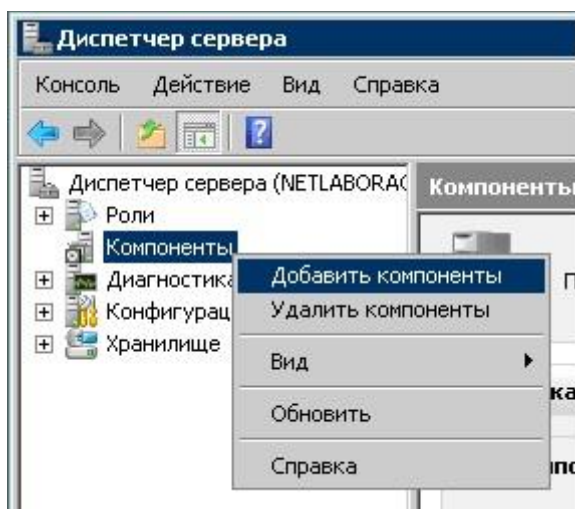 Диспетчер сервера
Консоль Действие Вид Справка
Диспетчер сервера (NETLABORA
Компоненты
Роли
Компоненты
Диагностика
Конфигурац
Хранилище
Добавить компоненты
Удалить компоненты
Вид
Обновить
Справка